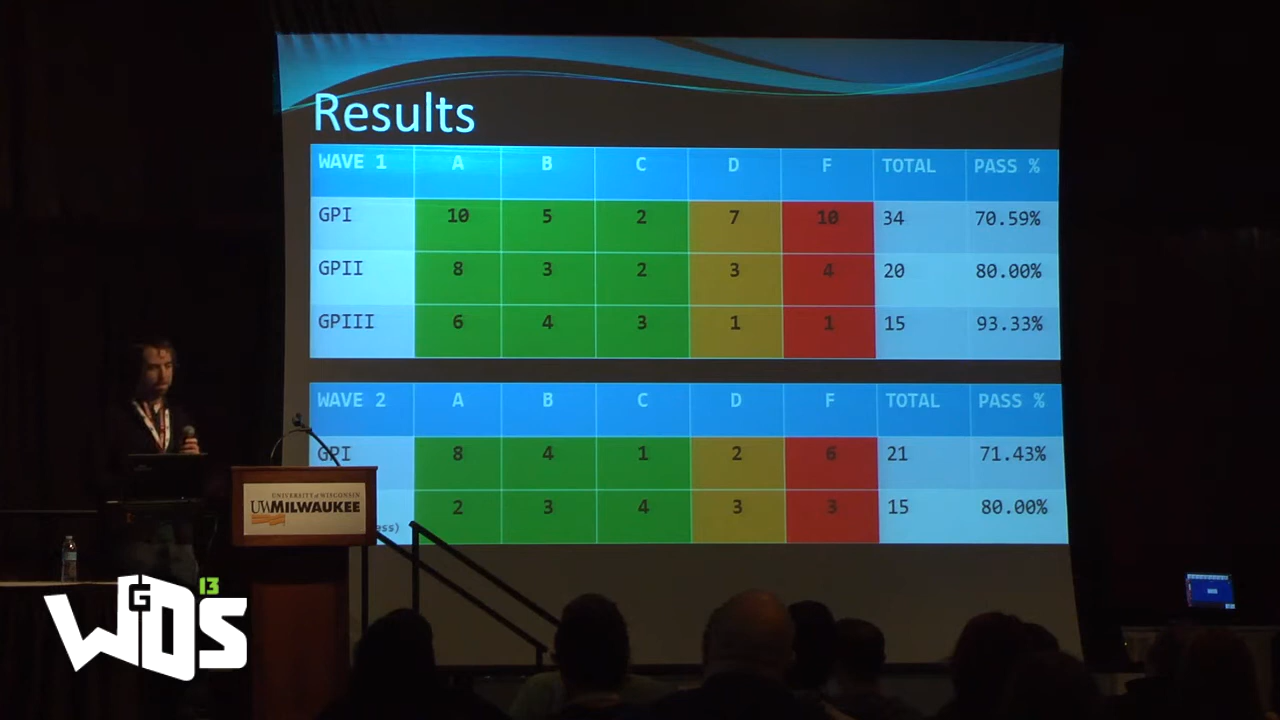 Results
WAVE 1 A B C D F TOTAL PASS %
GPI 10 5 2 7 10 34 70.59%
GPII 8 3 2 3 4 20 80.00%
GPIII 6 4 3 1 1 15 93.33%
WAVE 2 A B C D F TOTAL PASS %
GPI 8 4 1 2 6 21 71.43%
2 3 4 3 3 15 80.00%
ess)
UNIVERSITY of WISCONSIN
UWMILWAUKEE
WGDS 13